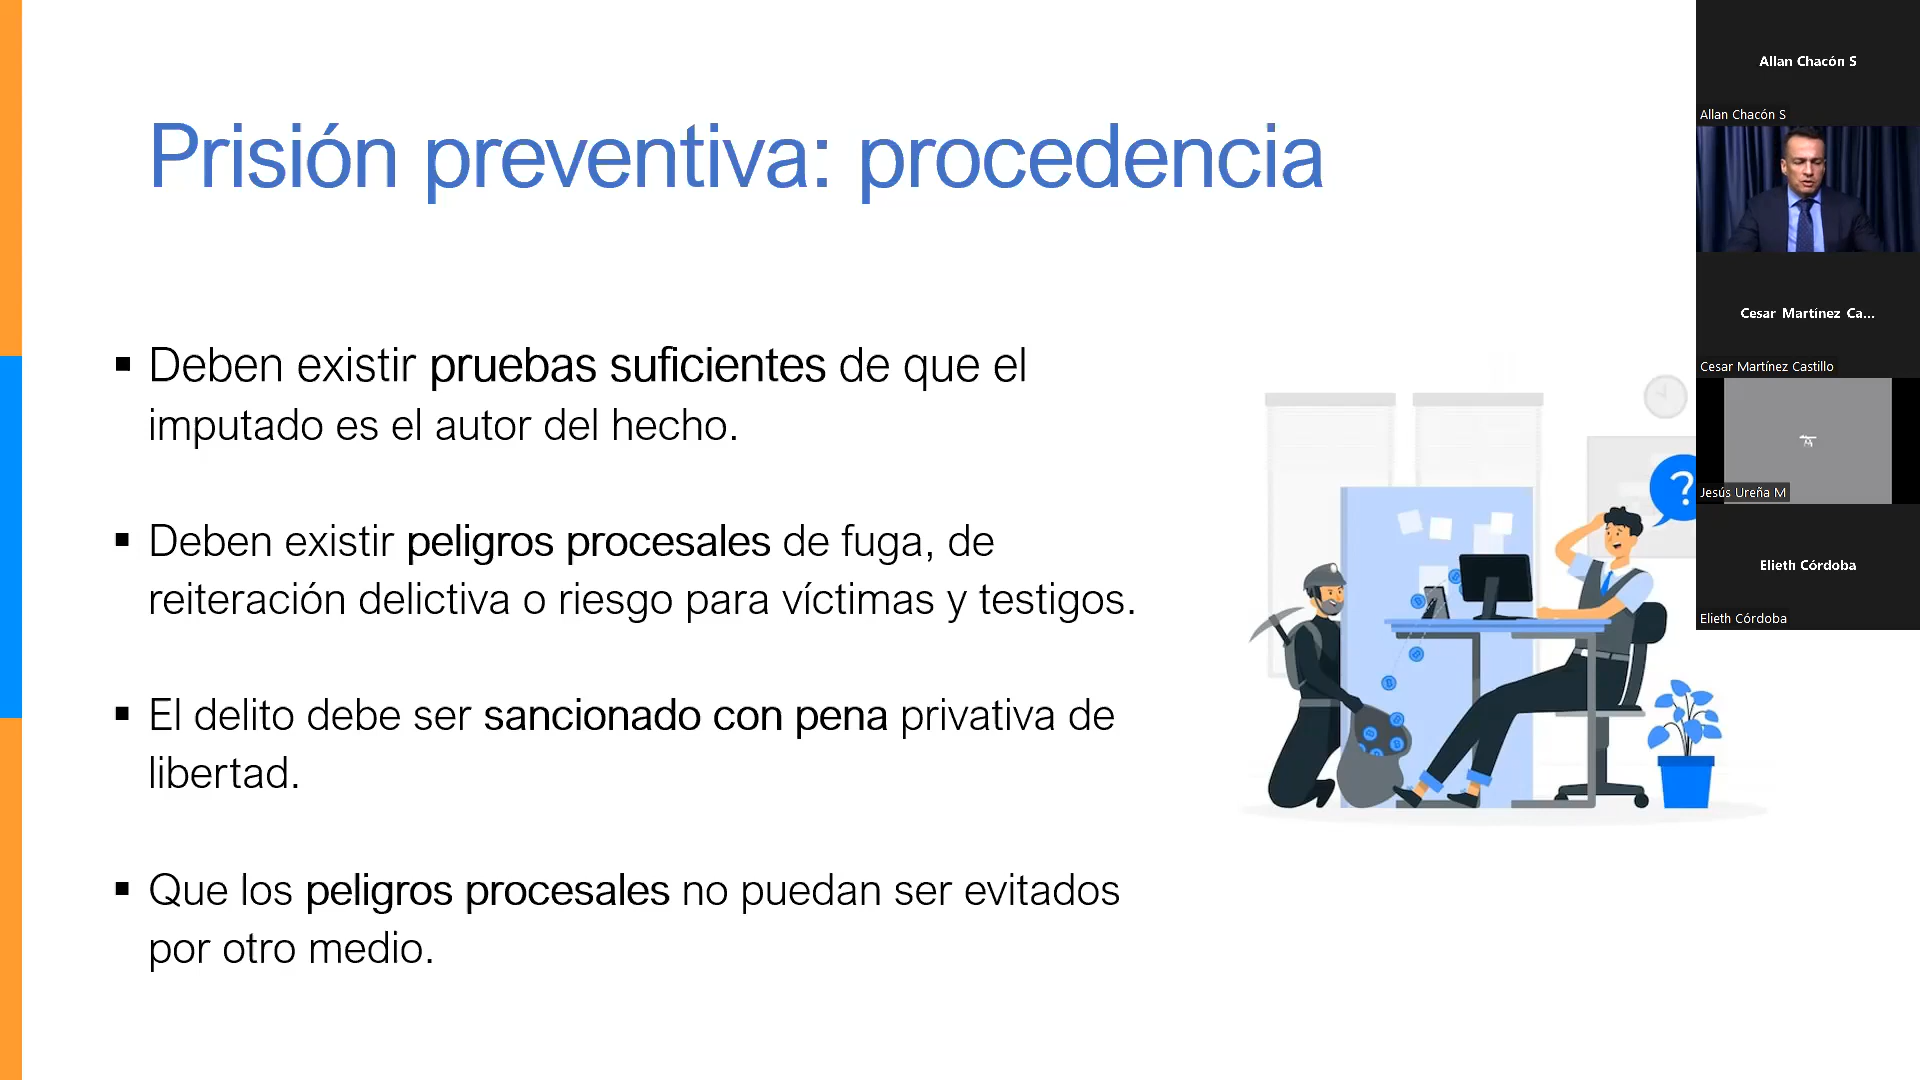 Prisión preventiva: procedencia
▪ Deben existir pruebas suficientes de que el
imputado es el autor del hecho.
▪ Deben existir peligros procesales de fuga, de
reiteración delictiva o riesgo para víctimas y testigos.
▪ El delito debe ser sancionado con pena privativa de
libertad.
▪ Que los peligros procesales no puedan ser evitados
por otro medio.
?
Allan Chacón S
Allan Chacón S
Cesar Martínez Ca...
Cesar Martínez Castillo
Jesús Ureña M
Elieth Córdoba
Elieth Córdoba